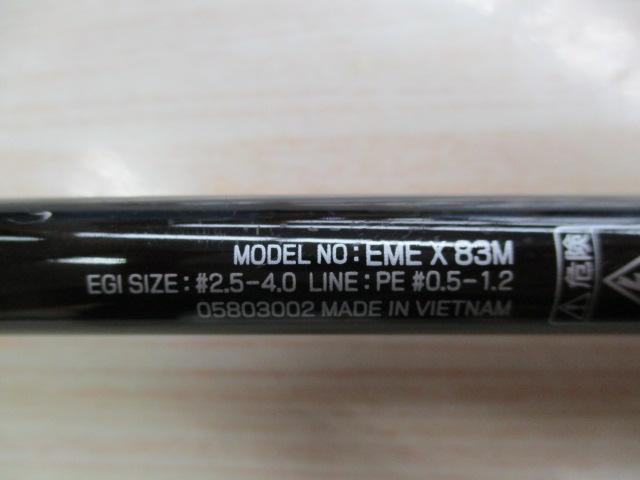 MODEL NO : EME X 83M
EGI SIZE : #2.5-4.0 LINE : PE #0.5-1.2
05803002 MADE IN VIETNAM
危険